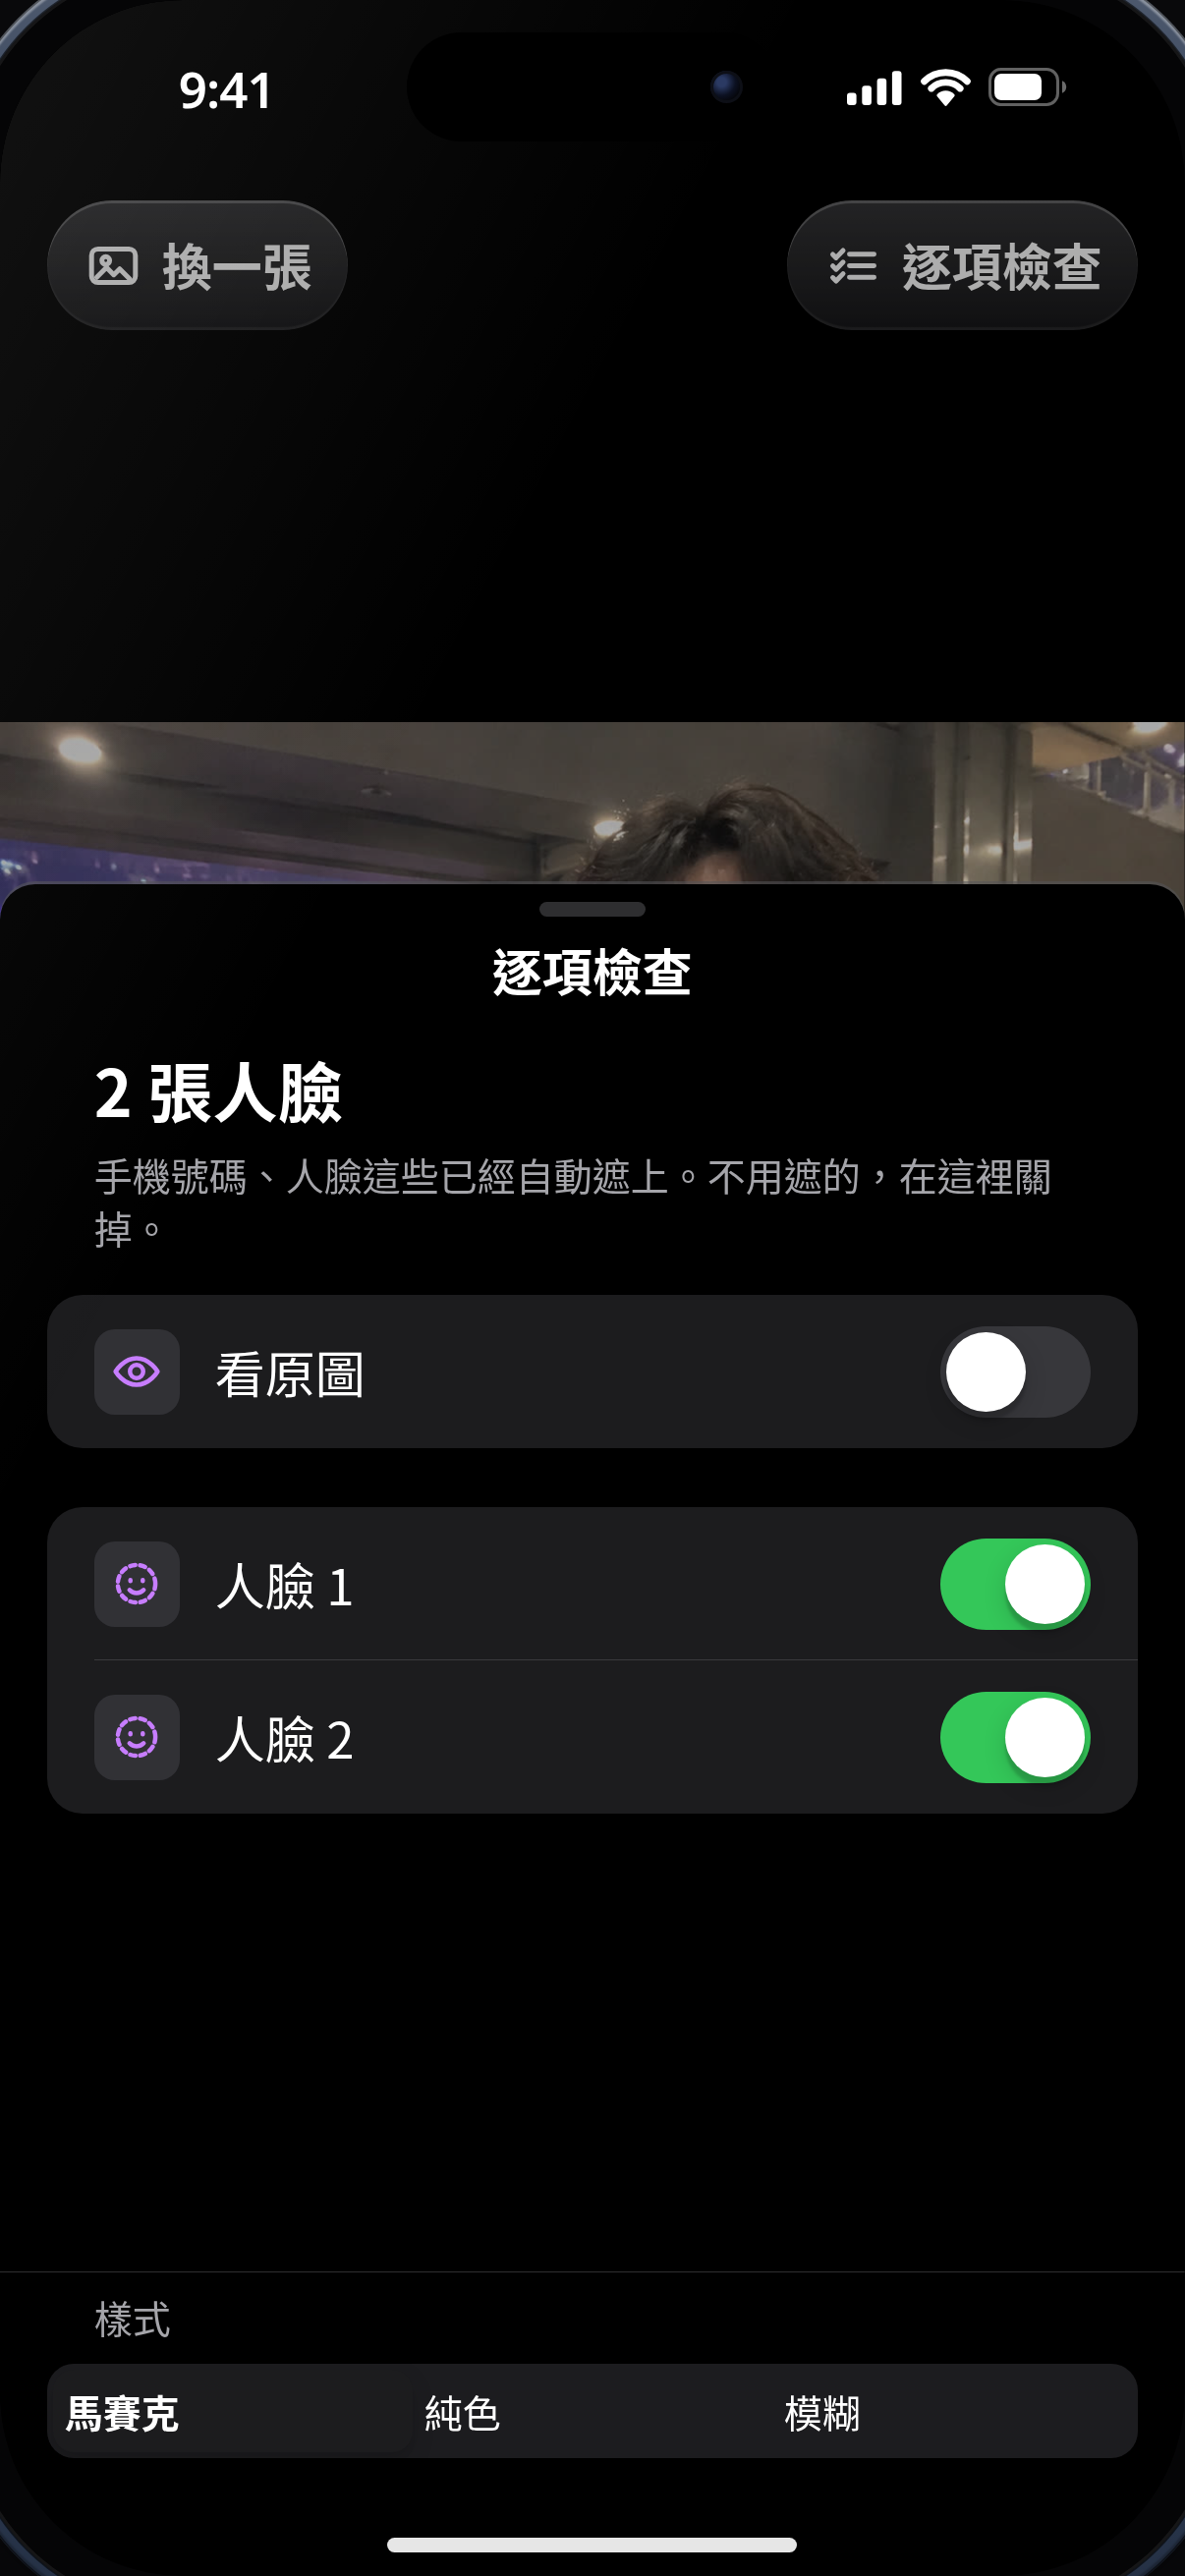 9:41
換一張
逐項檢查
逐項檢查
2 張人臉
手機號碼、人臉這些已經自動遮上。不用遮的，在這裡關
掉。
看原圖
人臉 1
人臉 2
樣式
馬賽克
純色
模糊